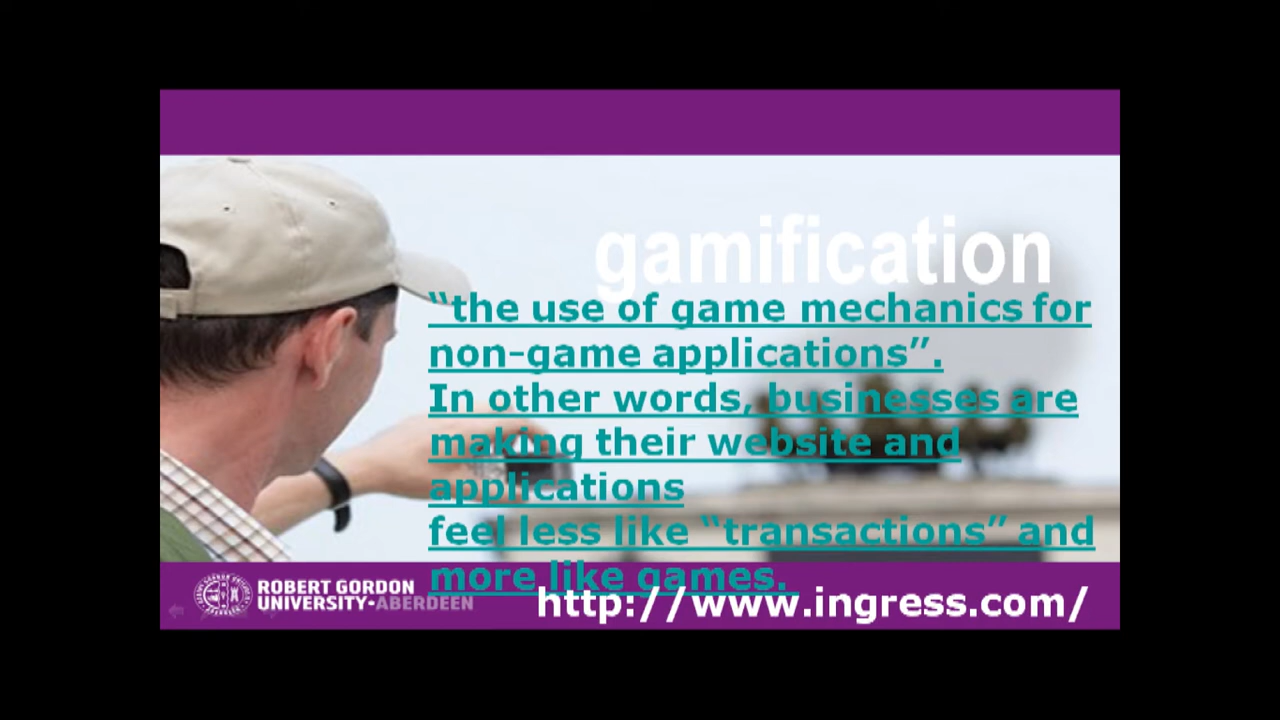 gamification
“the use of game mechanics for
non-game applications”.
In other words, businesses are
making their website and
applications
feel less like “transactions” and
more like games.
ROBERT GORDON
UNIVERSITY•ABERDEEN
http://www.ingress.com/